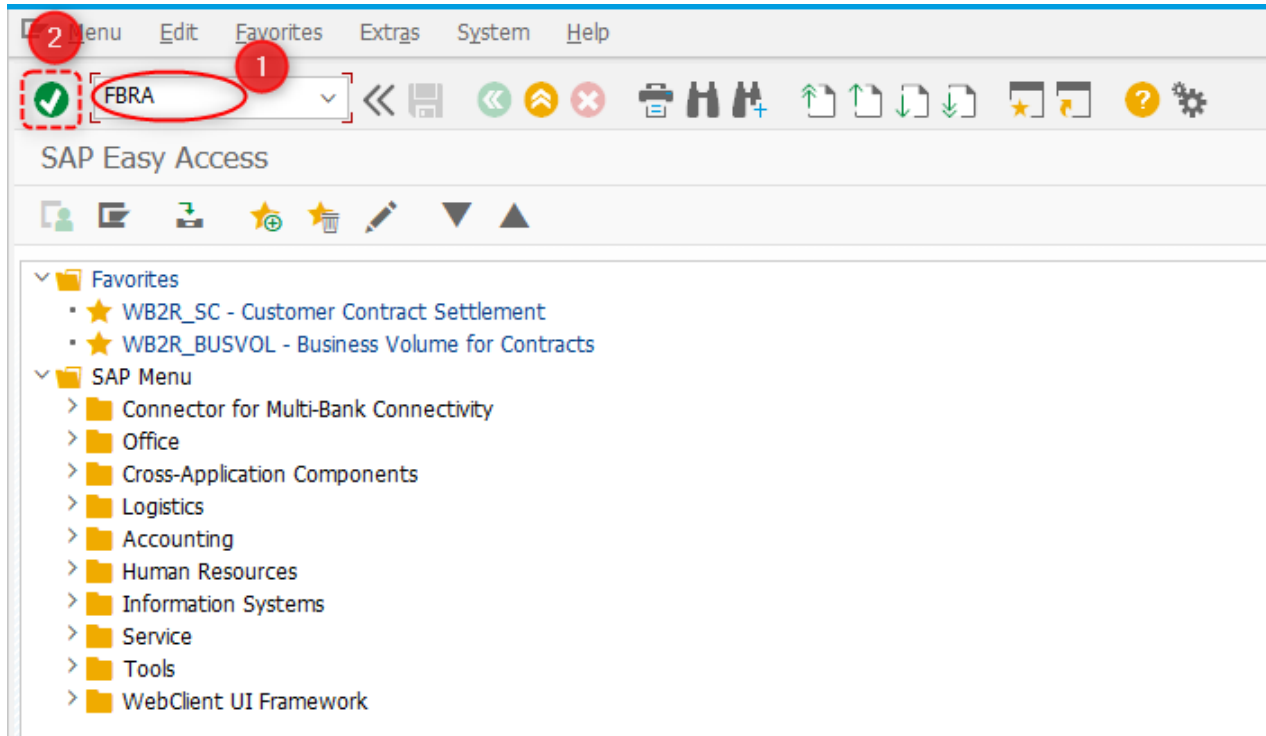 2 Menu Edit Favorites Extras System Help
1
FBRA
SAP Easy Access
Favorites
WB2R_SC - Customer Contract Settlement
WB2R_BUSVOL - Business Volume for Contracts
SAP Menu
Connector for Multi-Bank Connectivity
Office
Cross-Application Components
Logistics
Accounting
Human Resources
Information Systems
Service
Tools
WebClient UI Framework